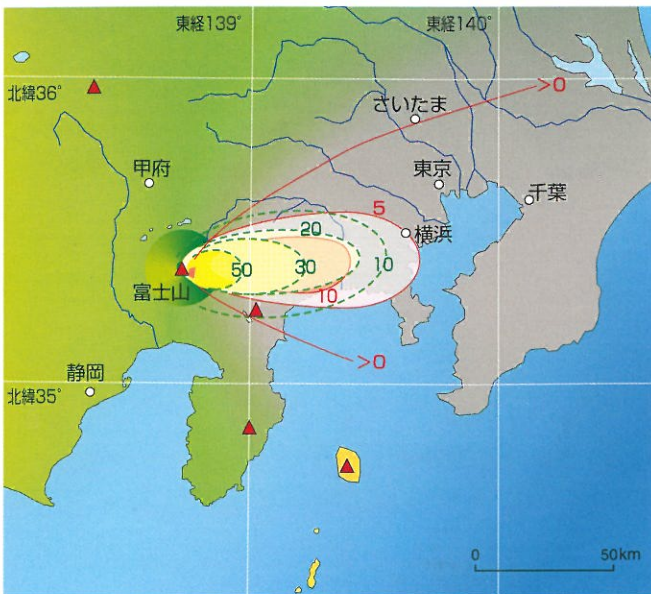 東経139°
東経140°
北緯36°
>0
さいたま
甲府
東京
千葉
5
20
横浜
50
30
10
富士山
10
>0
静岡
北緯35°
0
50km